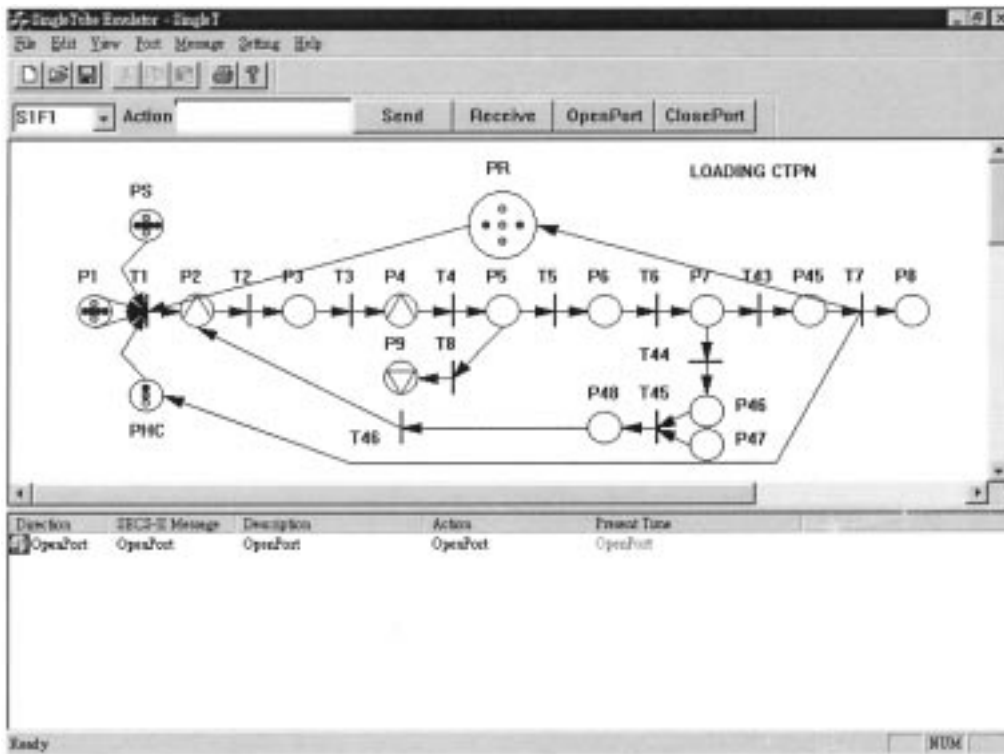 SingleTube Emulator - SingleT
File Edit View Port Message Setting Help
S1F1 Action Send Receive OpenPort ClosePort
LOADING CTPN
PR
PS
P1 T1 P2 T2 P3 T3 P4 T4 P5 T5 P6 T6 P7 T43 P45 T7 P8
P9 T8
T44
PHC
T46
P48 T45 P46
P47
Direction SECS-II Message Description Action Present Time
OpenPort OpenPort OpenPort OpenPort OpenPort
Ready NUM